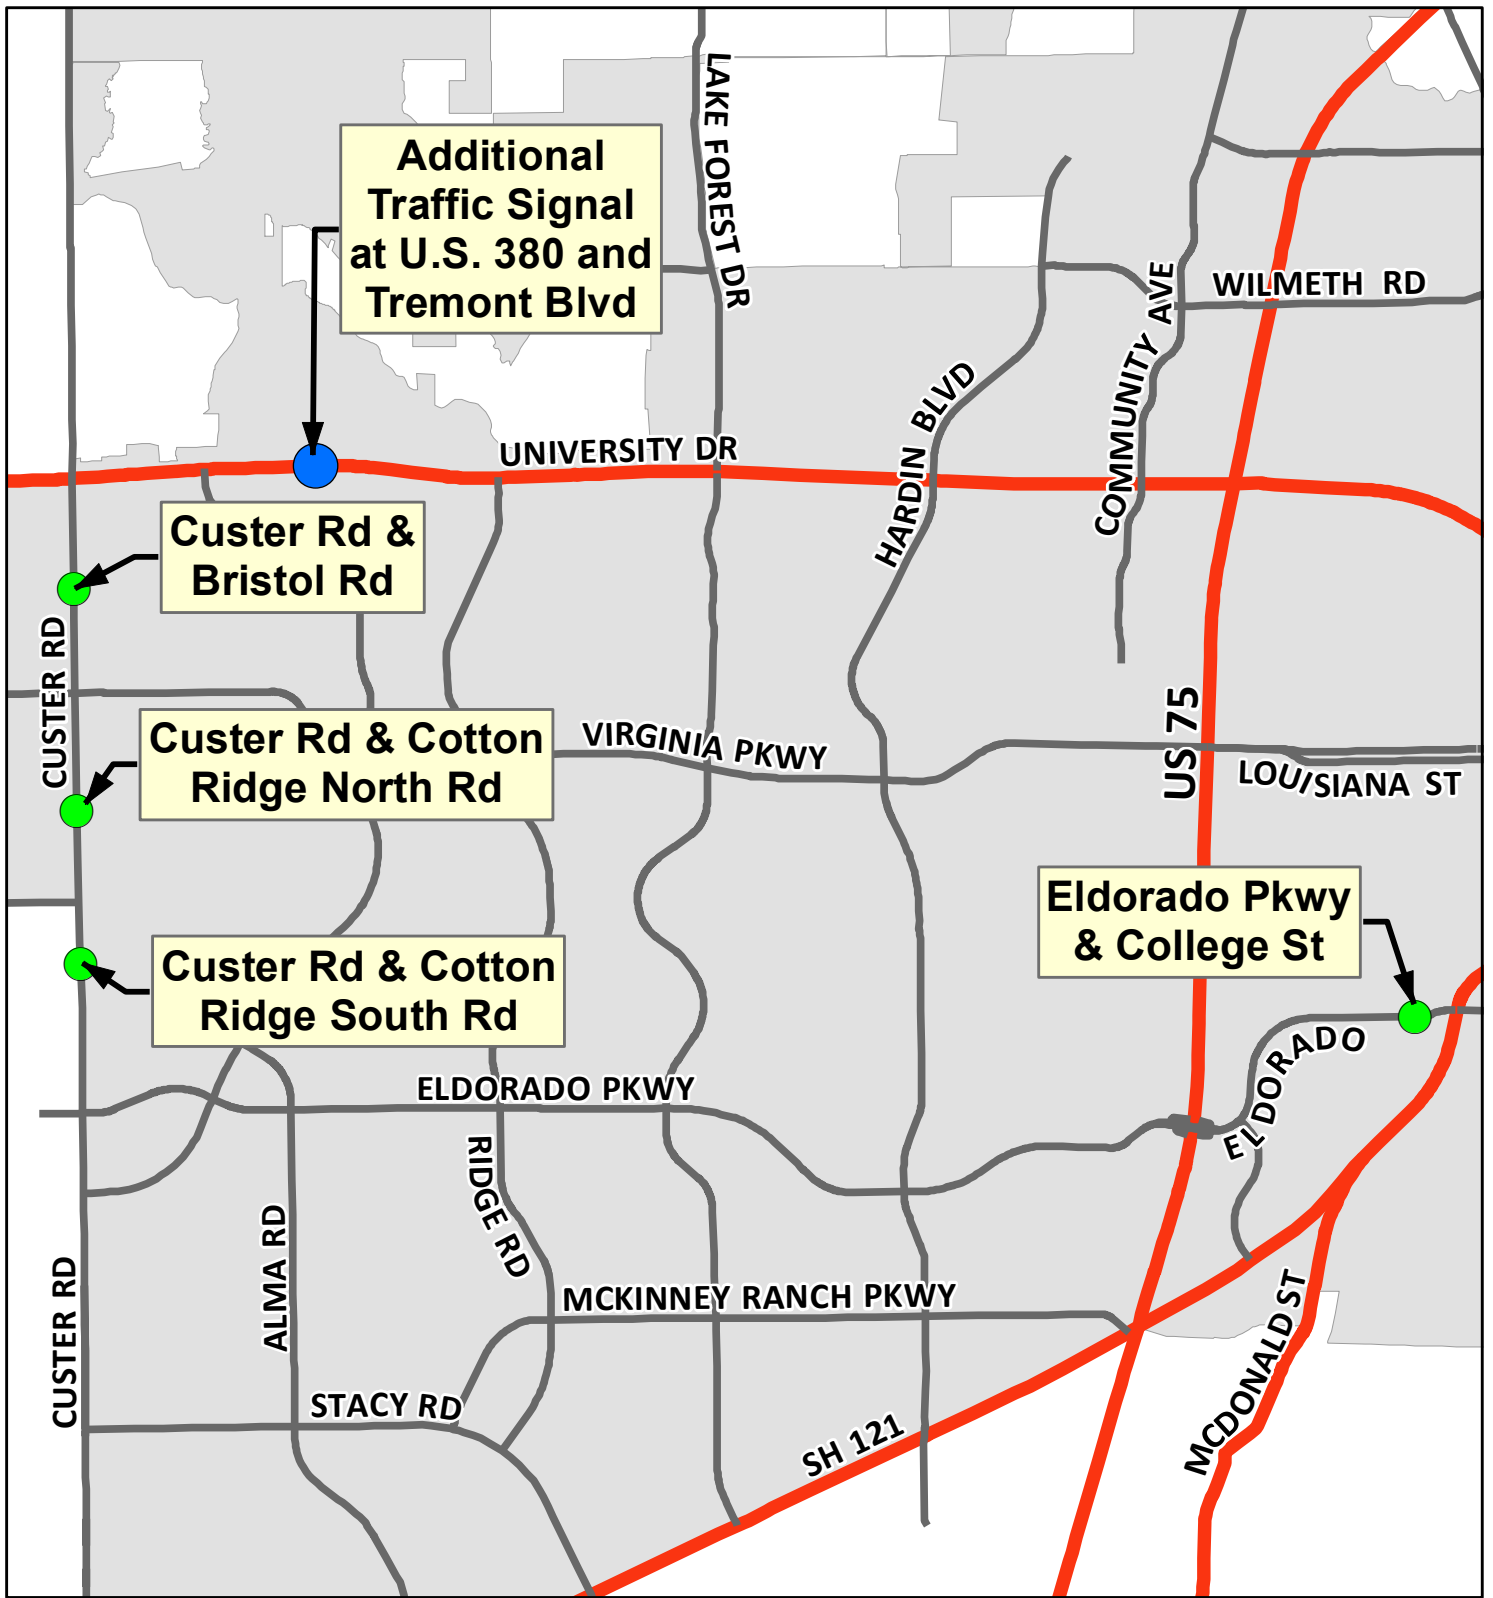 LAKE FOREST DR
Additional
Traffic Signal
at U.S. 380 and
Tremont Blvd
WILMETH RD
COMMUNITY AVE
HARDIN BLVD
UNIVERSITY DR
Custer Rd &
Bristol Rd
CUSTER RD
US 75
Custer Rd & Cotton
Ridge North Rd
VIRGINIA PKWY
LOUISIANA ST
Eldorado Pkwy
& College St
Custer Rd & Cotton
Ridge South Rd
ELDORADO
ELDORADO PKWY
RIDGE RD
ALMA RD
CUSTER RD
MCKINNEY RANCH PKWY
MCDONALD ST
STACY RD
SH 121